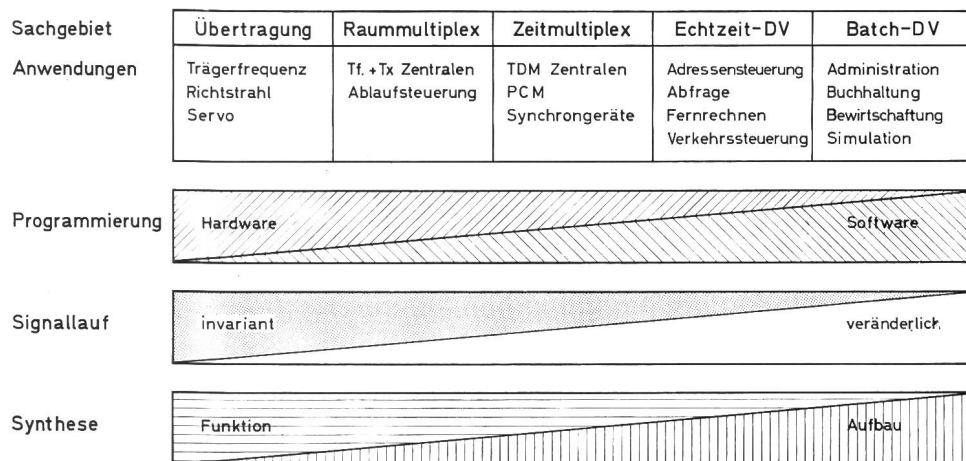 Sachgebiet Übertragung Raummultiplex Zeitmultiplex Echtzeit-DV Batch-DV
Anwendungen Trägerfrequenz Tf.+Tx Zentralen TDM Zentralen Adressensteuerung Administration
Richtstrahl Ablaufsteuerung PCM Abfrage Buchhaltung
Servo Synchrongeräte Fernrechnen Bewirtschaftung
Verkehrssteuerung Simulation
Programmierung Hardware Software
Signallauf invariant veränderlich.
Synthese Funktion Aufbau